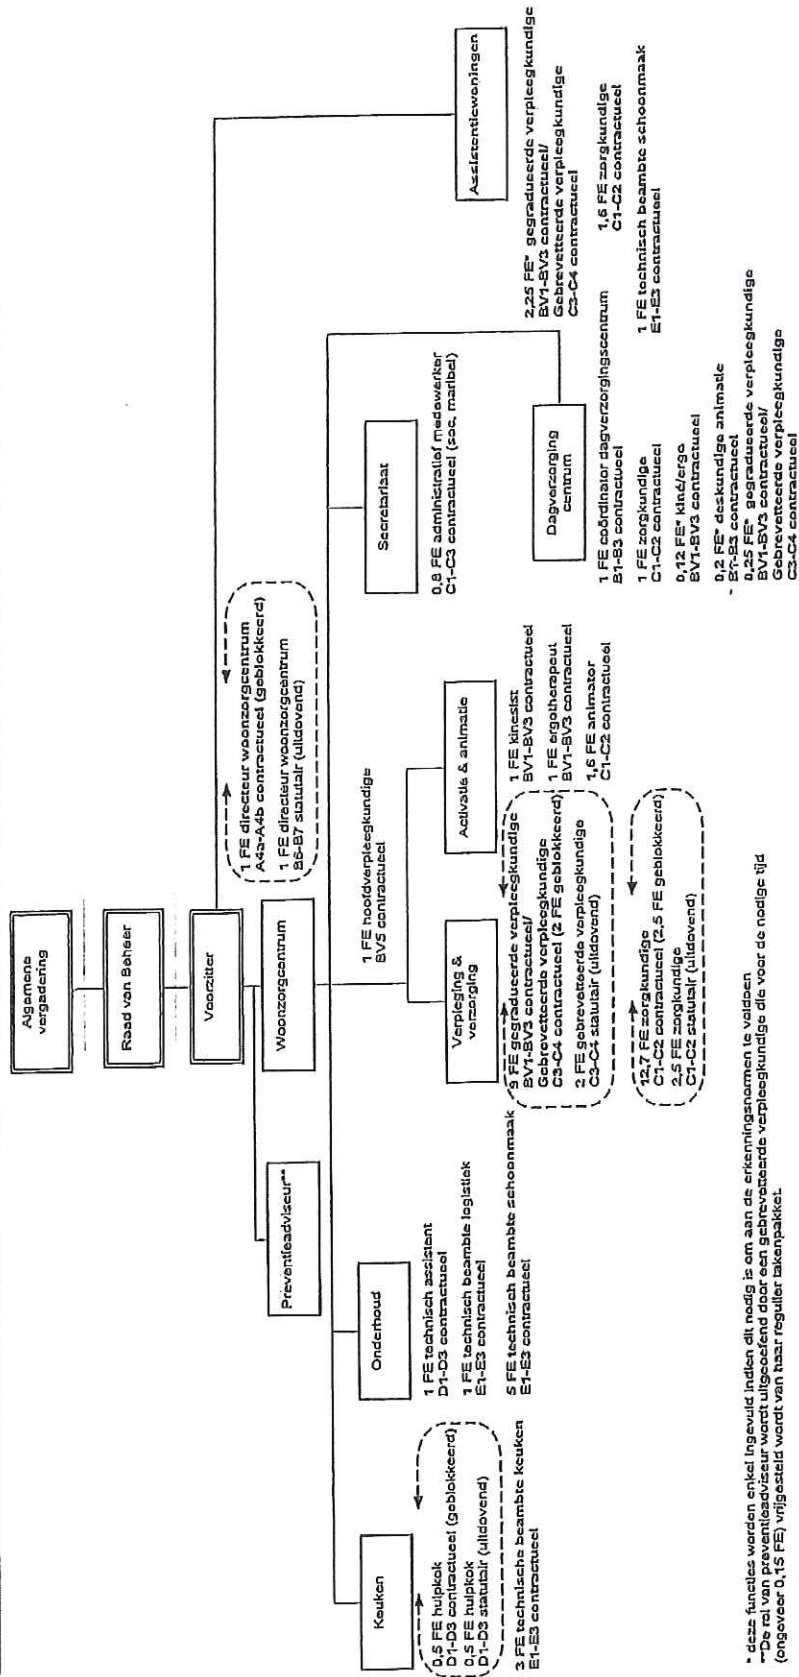 Algemene
vergadering
Raad van Beheer
Voorzitter
Preventieadviseur**
Woonzorgcentrum
1 FE directeur woonzorgcentrum
A4a-A4b contractueel (geblokkeerd)
1 FE directeur woonzorgcentrum
B6-B7 statutair (uitdovend)
1 FE hoofdverpleegkundige
BV5 contractueel
Keuken
0,5 FE hulpkok
D1-D3 contractueel (geblokkeerd)
0,5 FE hulpkok
D1-D3 statutair (uitdovend)
3 FE technische beambte keuken
E1-E3 contractueel
Onderhoud
1 FE technisch assistent
D1-D3 contractueel
1 FE technisch beambte logistiek
E1-E3 contractueel
5 FE technisch beambte schoonmaak
E1-E3 contractueel
Verpleging &
verzorging
9 FE gegradueerde verpleegkundige
BV1-BV3 contractueel/
Gebrevetteerde verpleegkundige
C3-C4 contractueel (2 FE geblokkeerd)
2 FE gebrevetteerde verpleegkundige
C3-C4 statutair (uitdovend)
12,7 FE zorgkundige
C1-C2 contractueel (2,5 FE geblokkeerd)
2,5 FE zorgkundige
C1-C2 statutair (uitdovend)
Activatie & animatie
1 FE kinesist
BV1-BV3 contractueel
1 FE ergotherapeut
BV1-BV3 contractueel
1,6 FE animator
C1-C2 contractueel
Secretariaat
0,8 FE administratief medewerker
C1-C3 contractueel (soc. maribel)
Dagverzorging
centrum
1 FE coördinator dagverzorgingscentrum
B1-B3 contractueel
1 FE zorgkundige
C1-C2 contractueel
0,12 FE* kiné/ergo
BV1-BV3 contractueel
0,2 FE* deskundige animatie
B1-B3 contractueel
0,25 FE* gegradueerde verpleegkundige
BV1-BV3 contractueel/
Gebrevetteerde verpleegkundige
C3-C4 contractueel
Assistentiewoningen
2,25 FE* gegradueerde verpleegkundige
BV1-BV3 contractueel/
Gebrevetteerde verpleegkundige
C3-C4 contractueel
1,6 FE zorgkundige
C1-C2 contractueel
1 FE technisch beambte schoonmaak
E1-E3 contractueel
* deze functies worden enkel ingevuld indien dit nodig is om aan de erkenningsnormen te voldoen
**De rol van preventieadviseur wordt uitgeoefend door een gebrevetteerde verpleegkundige die voor de nodige tijd
(ongeveer 0,15 FE) vrijgesteld wordt van haar regulier takenpakket.